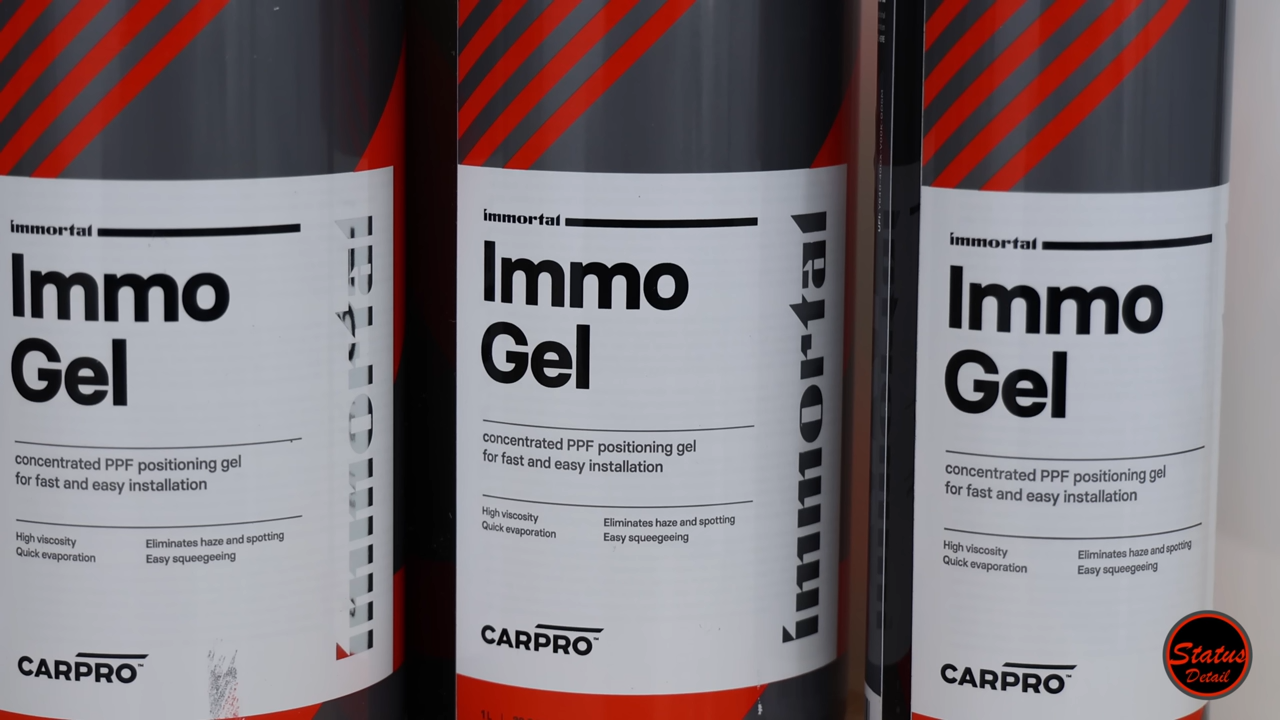 immortal
Immo
Gel
concentrated PPF positioning gel
for fast and easy installation
High viscosity
Quick evaporation
Eliminates haze and spotting
Easy squeegeeing
CARPRO™
immortal
immortal
Immo
Gel
concentrated PPF positioning gel
for fast and easy installation
High viscosity
Quick evaporation
Eliminates haze and spotting
Easy squeegeeing
CARPRO™
immortal
immortal
Immo
Gel
concentrated PPF positioning gel
for fast and easy installation
High viscosity
Quick evaporation
Eliminates haze and spotting
Easy squeegeeing
CARPRO™
Status
Detail